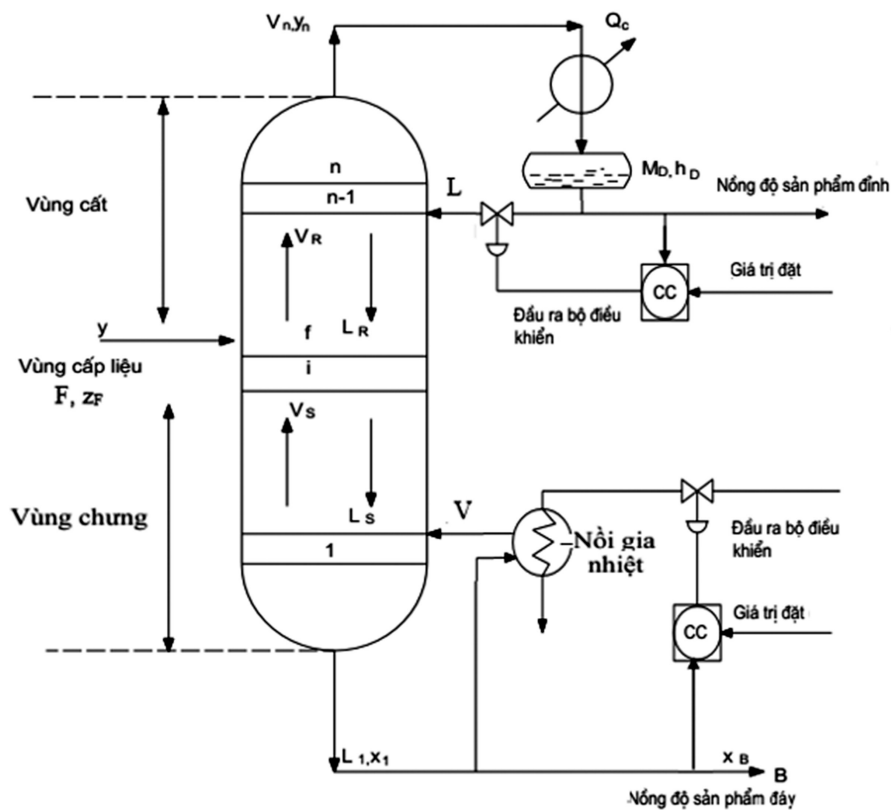 Vn,yn
Qc
n
MD,hD
n-1
L
Nồng độ sản phẩm đỉnh
Vùng cất
VR
CC
Giá trị đặt
LR
Đầu ra bộ điều
khiển
y
f
Vùng cấp liệu
i
F, zF
VS
V
Vùng chưng
LS
Nồi gia
nhiệt
Đầu ra bộ điều
khiển
1
CC
Giá trị đặt
L1,x1
xB
B
Nồng độ sản phẩm đáy